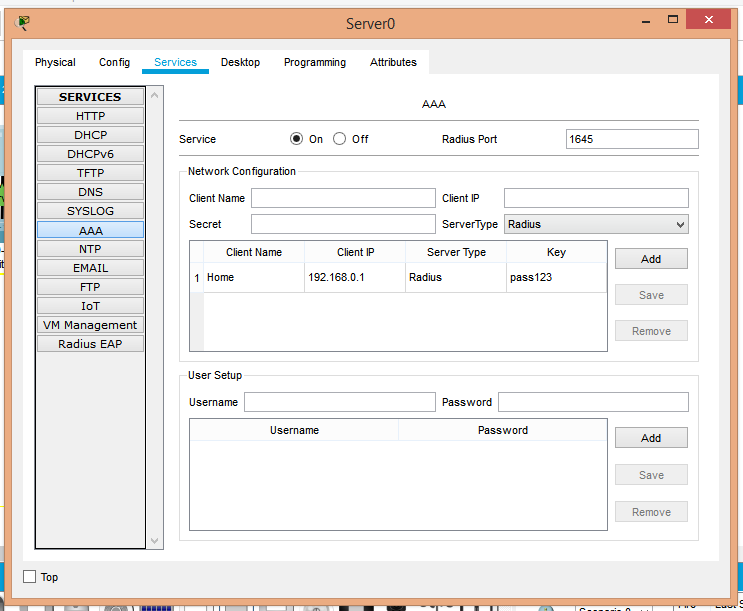 Server0
Physical Config Services Desktop Programming Attributes
SERVICES
HTTP
DHCP
DHCPv6
TFTP
DNS
SYSLOG
AAA
NTP
EMAIL
FTP
IoT
VM Management
Radius EAP
AAA
Service On Off Radius Port 1645
Network Configuration
Client Name Client IP
Secret ServerType Radius
Client Name Client IP Server Type Key
1 Home 192.168.0.1 Radius pass123
Add
Save
Remove
User Setup
Username Password
Username Password
Add
Save
Remove
Top